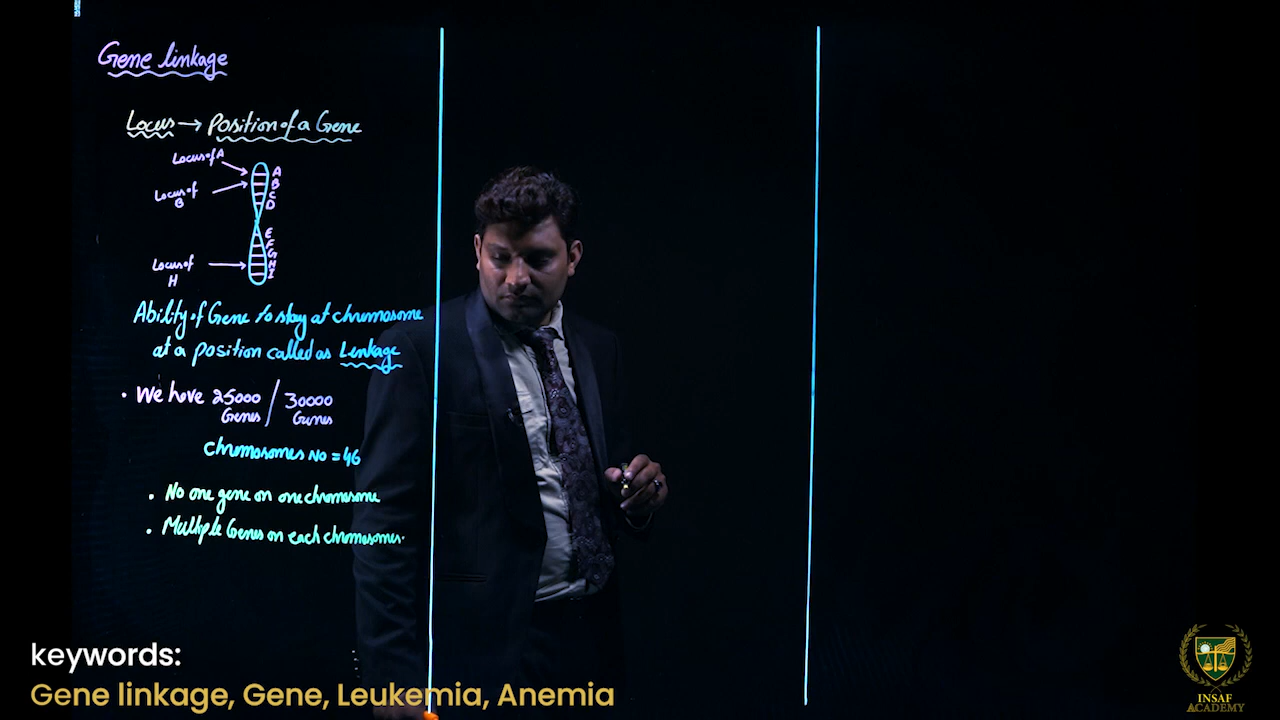 Gene linkage
Locus → Position of a Gene
Locus of A
A
Locus of B
B
C
D
E
F
G
Locus of H
H
I
Ability of Gene to stay at chromosome
at a position called as Linkage
• We have 25000 Genes / 30000 Genes
Chromosomes No = 46
• No one gene on one chromosome
• Multiple Genes on each chromosomes.
keywords:
Gene linkage, Gene, Leukemia, Anemia
INSAF
ACADEMY